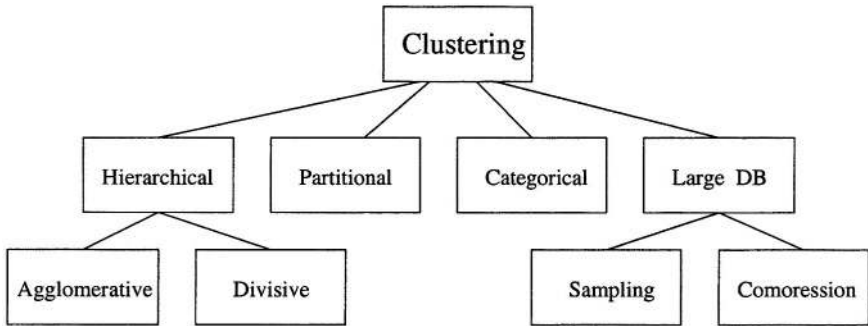 Clustering
Hierarchical
Partitional
Categorical
Large DB
Agglomerative
Divisive
Sampling
Comoression